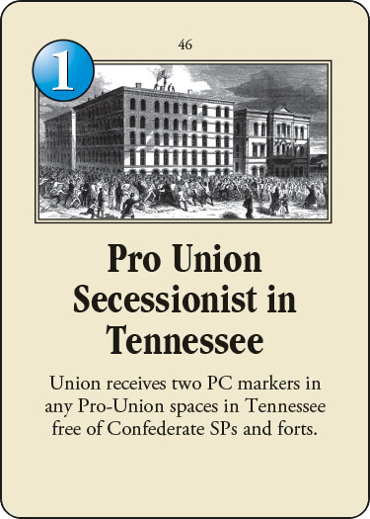 46
1
Pro Union
Secessionist in
Tennessee
Union receives two PC markers in
any Pro-Union spaces in Tennessee
free of Confederate SPs and forts.